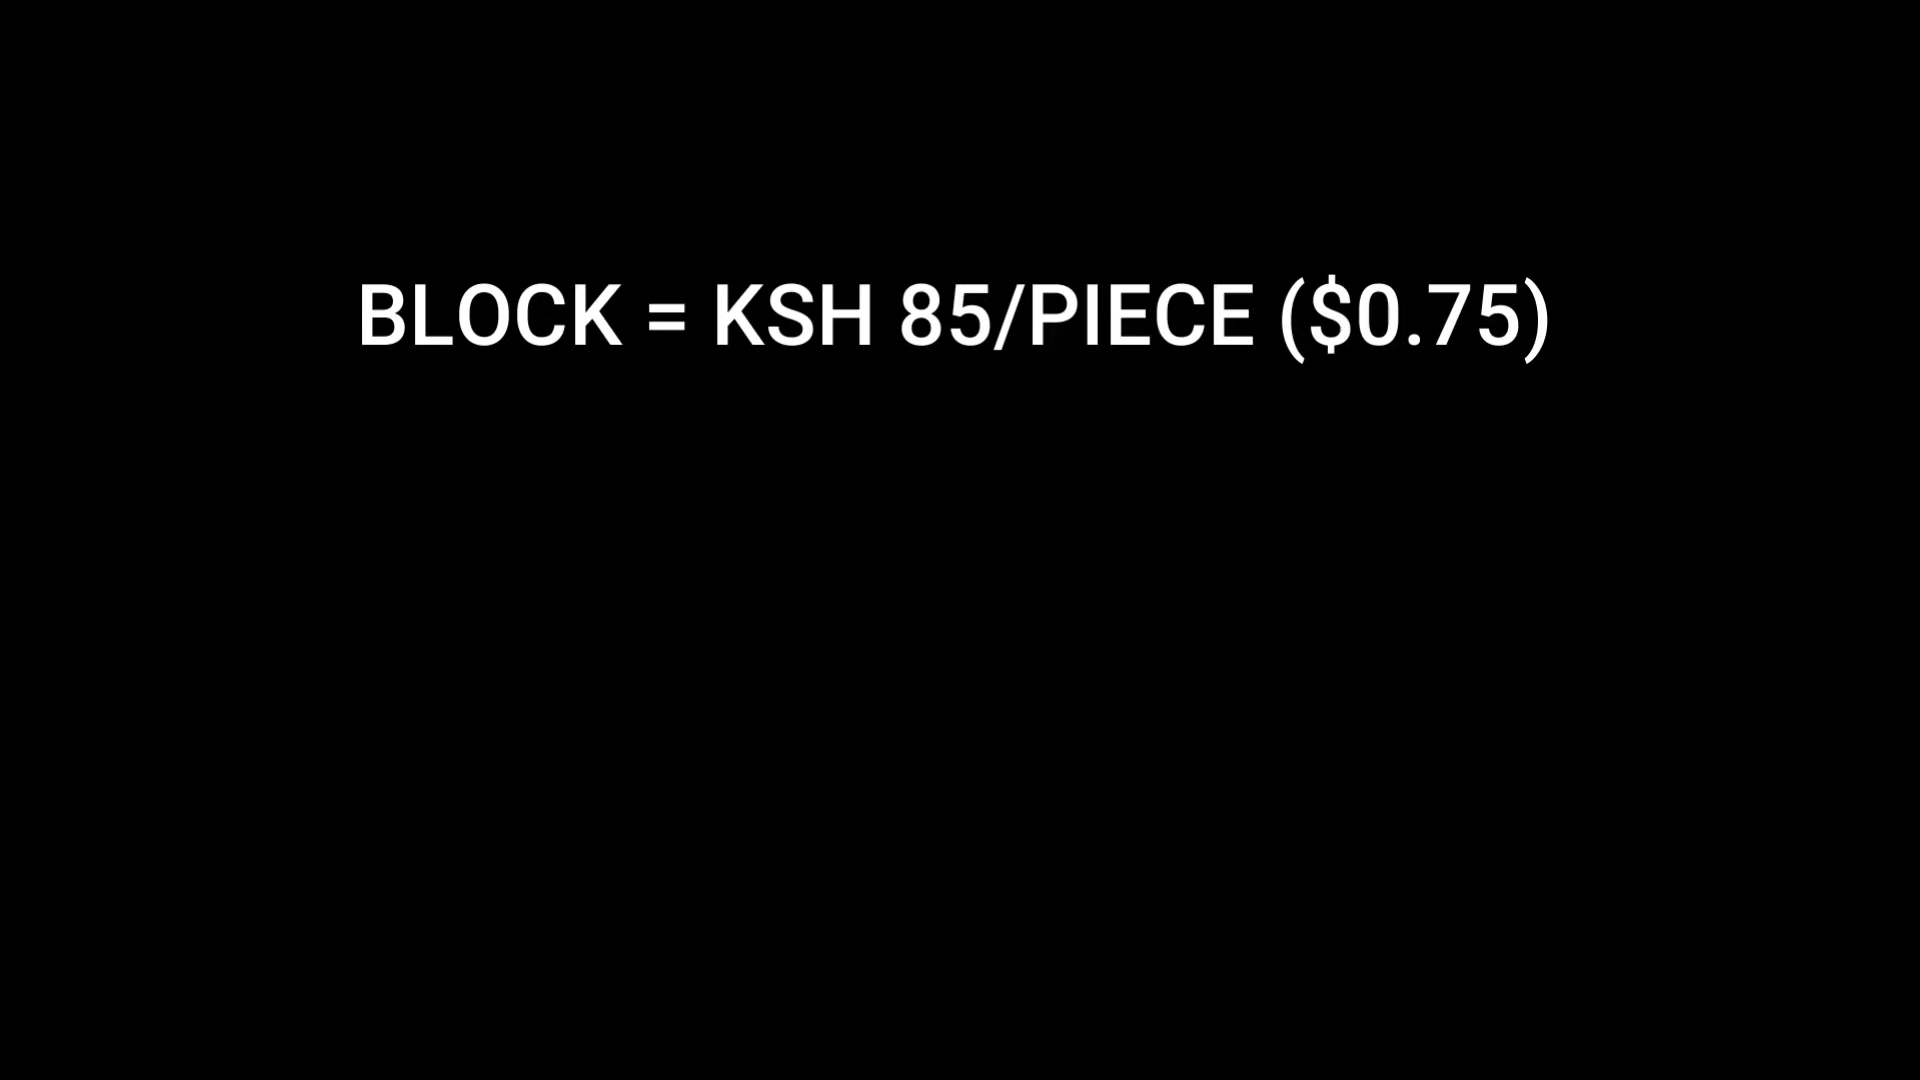 BLOCK = KSH 85/PIECE ($0.75)